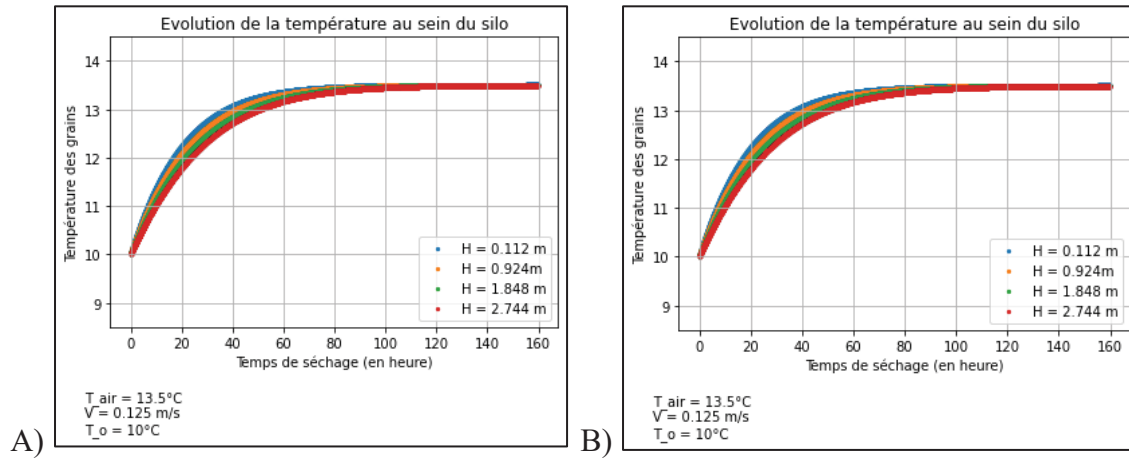 Evolution de la température au sein du silo
Température des grains
14
13
12
11
10
9
H = 0.112 m
H = 0.924m
H = 1.848 m
H = 2.744 m
0 20 40 60 80 100 120 140 160
Temps de séchage (en heure)
T_air = 13.5°C
V = 0.125 m/s
T_o = 10°C
A)
Evolution de la température au sein du silo
Température des grains
14
13
12
11
10
9
H = 0.112 m
H = 0.924m
H = 1.848 m
H = 2.744 m
0 20 40 60 80 100 120 140 160
Temps de séchage (en heure)
T_air = 13.5°C
V = 0.125 m/s
T_o = 10°C
B)